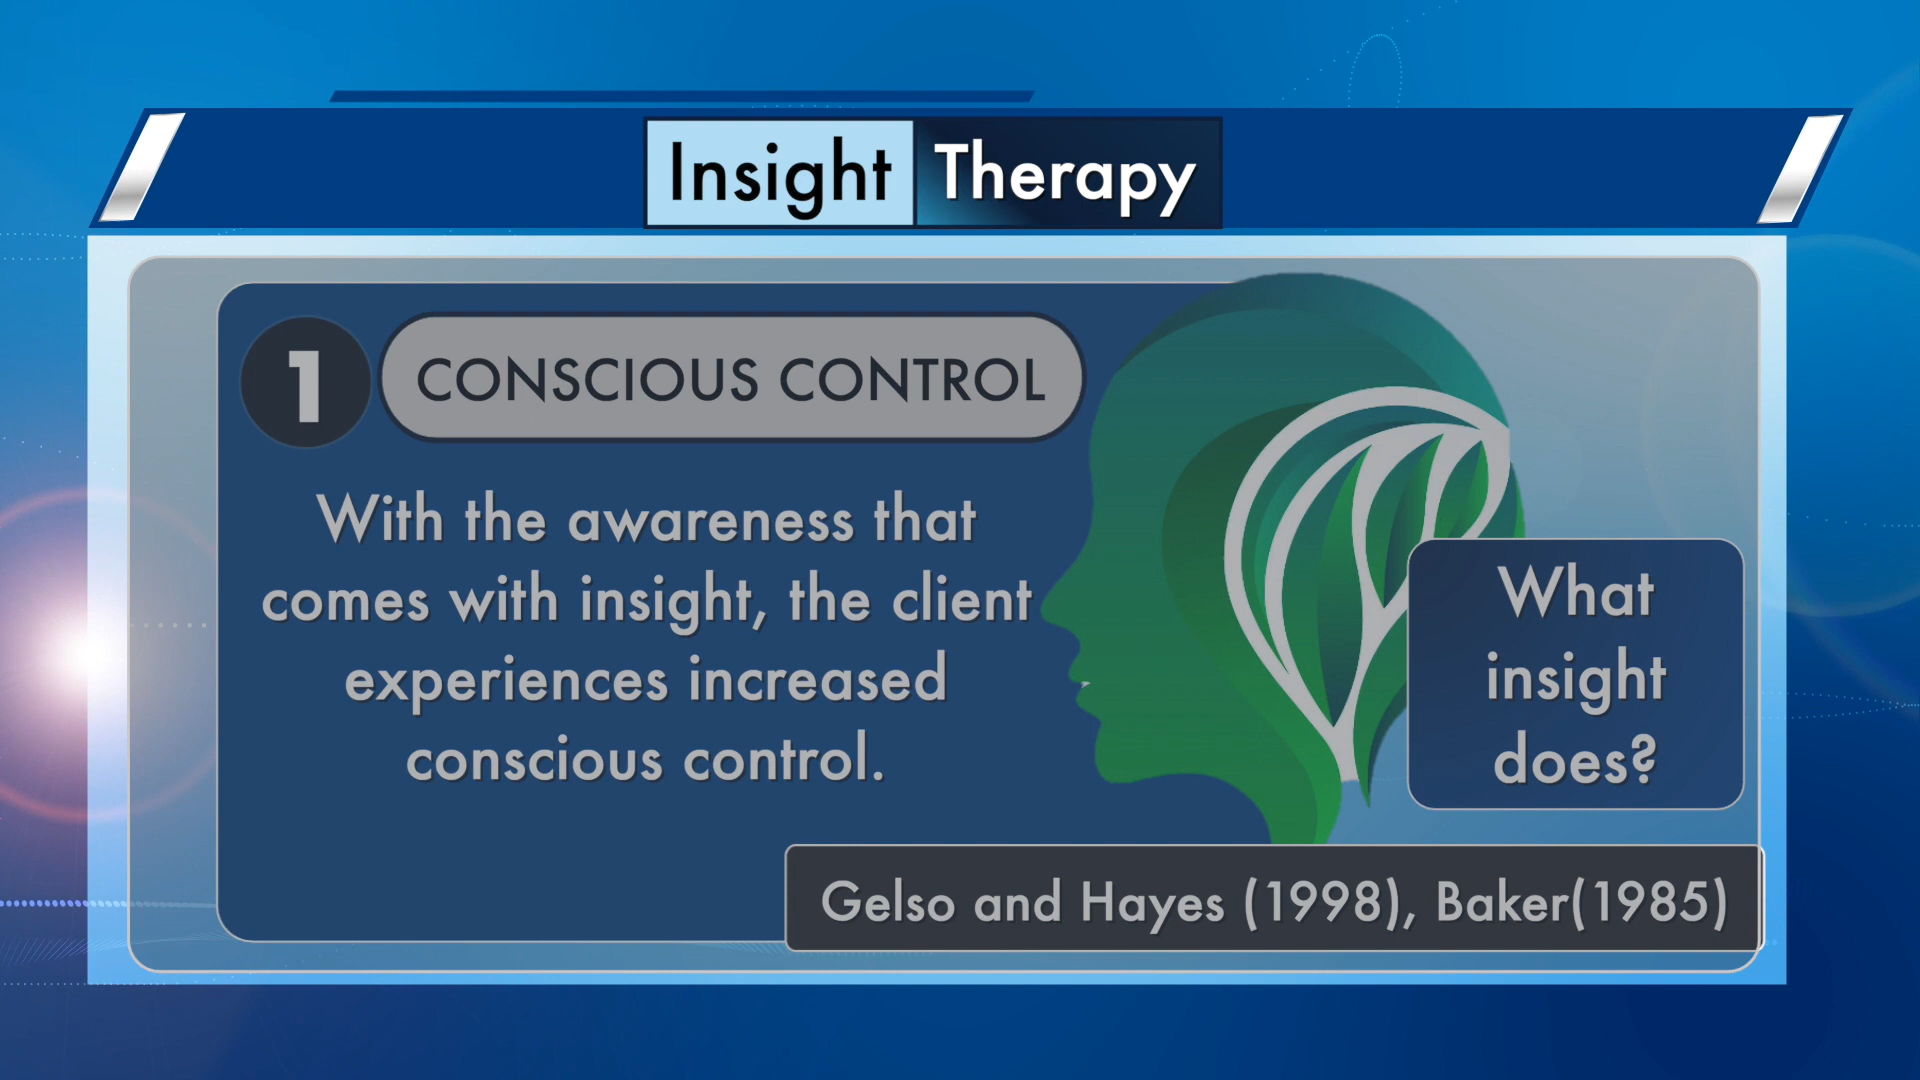 Insight Therapy
1 CONSCIOUS CONTROL
With the awareness that
comes with insight, the client
experiences increased
conscious control.
What
insight
does?
Gelso and Hayes (1998), Baker(1985)